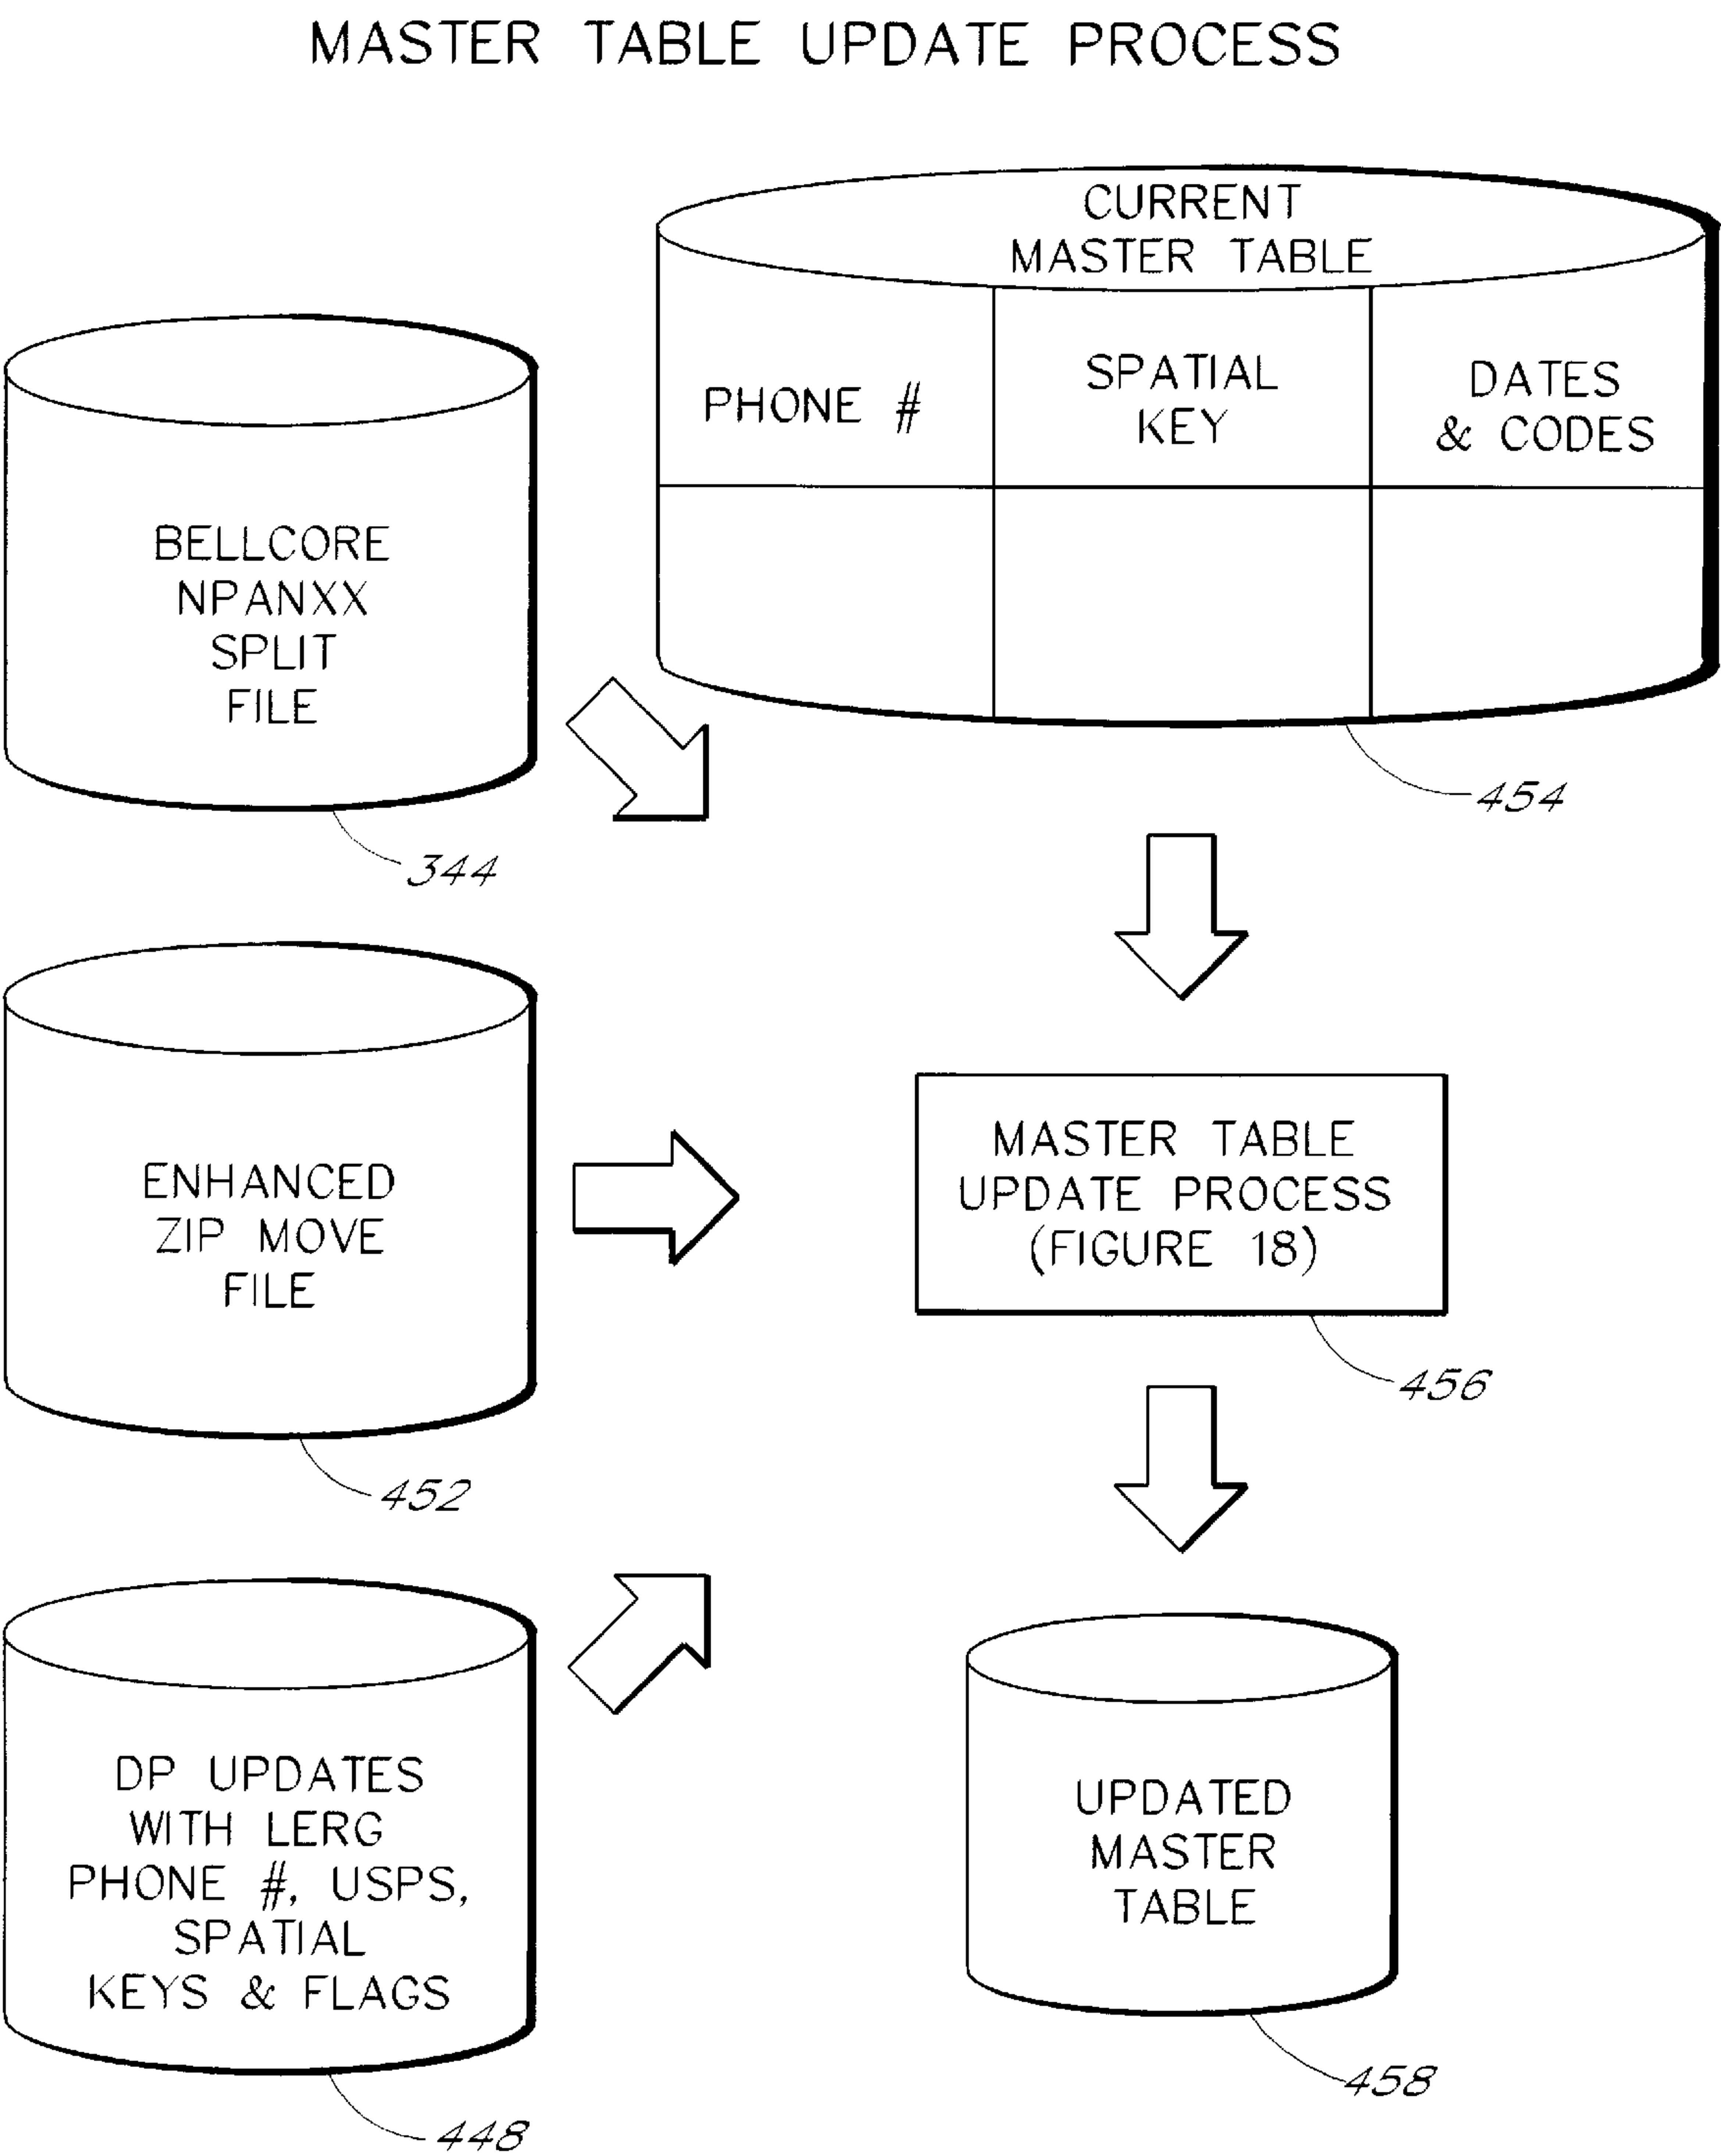 MASTER TABLE UPDATE PROCESS
CURRENT
MASTER TABLE
PHONE #
SPATIAL
KEY
DATES
& CODES
454
BELLCORE
NPANXX
SPLIT
FILE
344
ENHANCED
ZIP MOVE
FILE
452
MASTER TABLE
UPDATE PROCESS
(FIGURE 18)
456
DP UPDATES
WITH LERG
PHONE #, USPS,
SPATIAL
KEYS & FLAGS
448
UPDATED
MASTER
TABLE
458